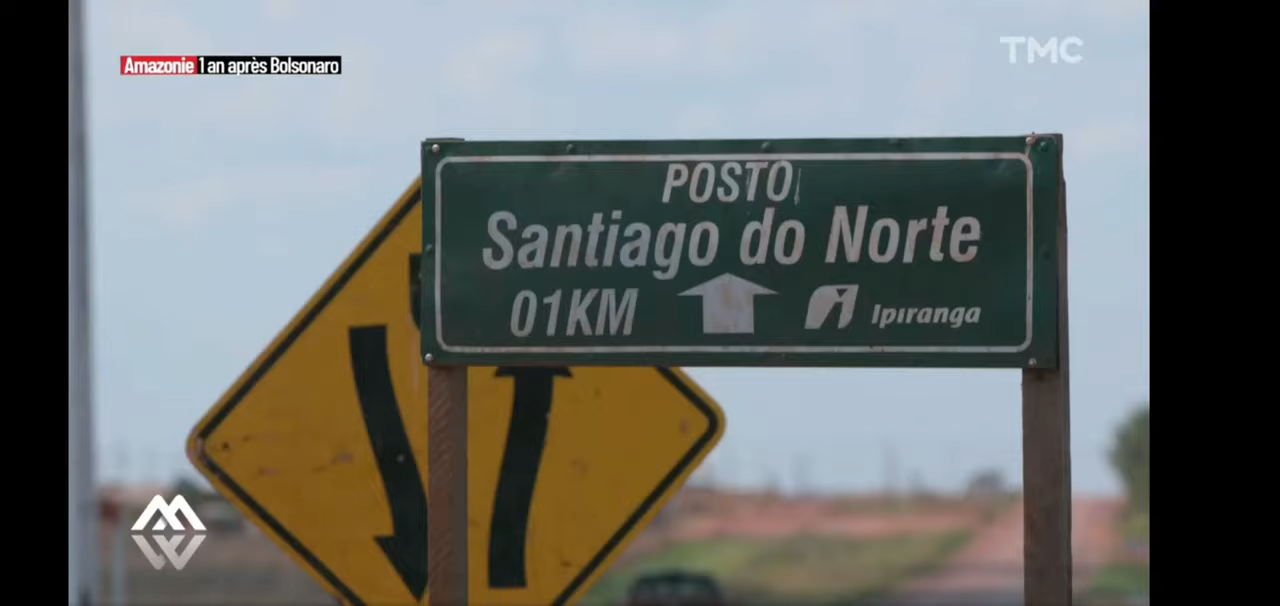 Amazonie 1 an après Bolsonaro
TMC
POSTO
Santiago do Norte
01KM
Ipiranga